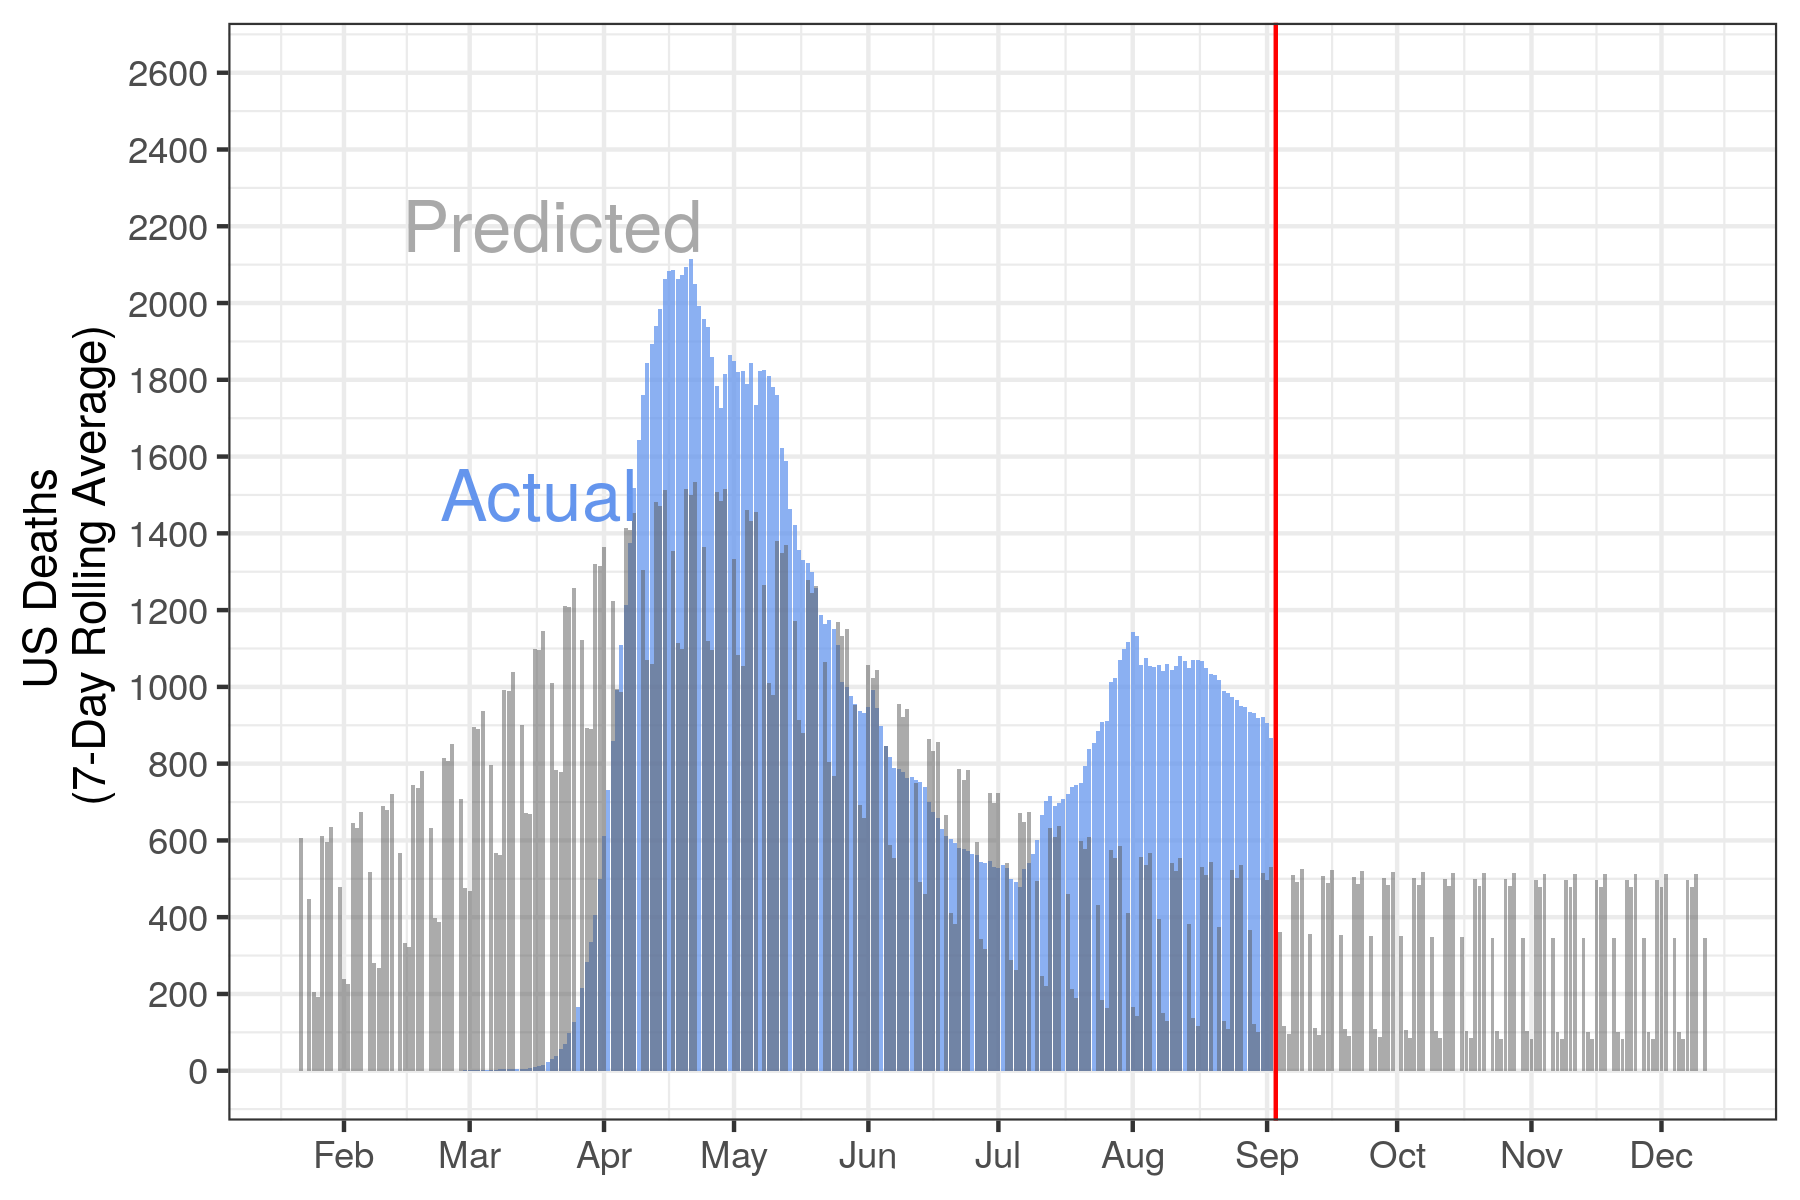 US Deaths
(7-Day Rolling Average)
2600
2400
2200
2000
1800
1600
1400
1200
1000
800
600
400
200
0
Predicted
Actual
Feb Mar Apr May Jun Jul Aug Sep Oct Nov Dec